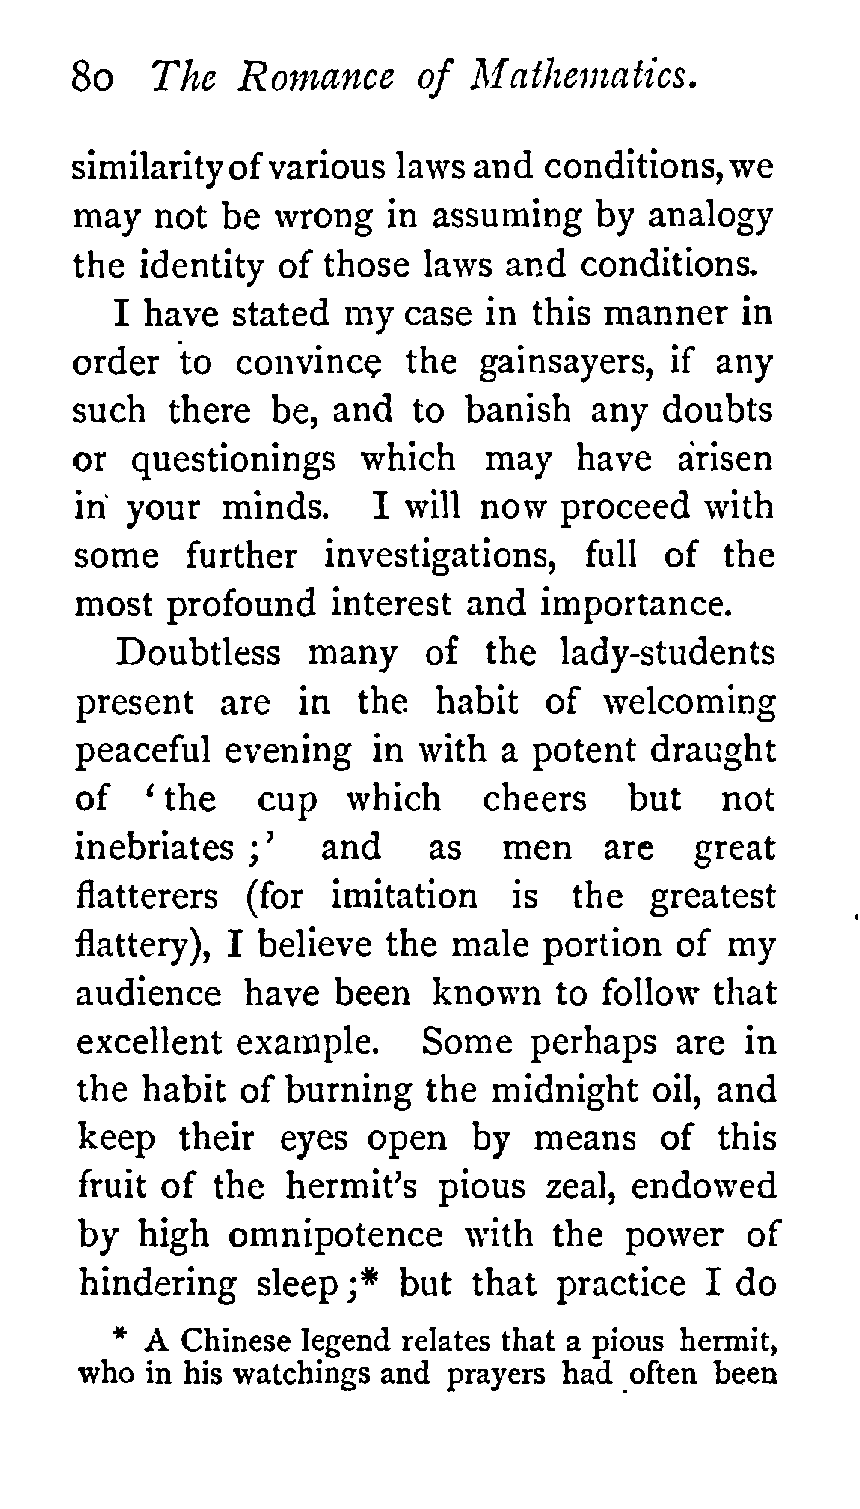 80 The Romance of Mathematics.
similarity of various laws and conditions, we
may not be wrong in assuming by analogy
the identity of those laws and conditions.
I have stated my case in this manner in
order to convince the gainsayers, if any
such there be, and to banish any doubts
or questionings which may have arisen
in your minds. I will now proceed with
some further investigations, full of the
most profound interest and importance.
Doubtless many of the lady-students
present are in the habit of welcoming
peaceful evening in with a potent draught
of ‘the cup which cheers but not
inebriates;’ and as men are great
flatterers (for imitation is the greatest
flattery), I believe the male portion of my
audience have been known to follow that
excellent example. Some perhaps are in
the habit of burning the midnight oil, and
keep their eyes open by means of this
fruit of the hermit's pious zeal, endowed
by high omnipotence with the power of
hindering sleep;* but that practice I do
* A Chinese legend relates that a pious hermit,
who in his watchings and prayers had often been